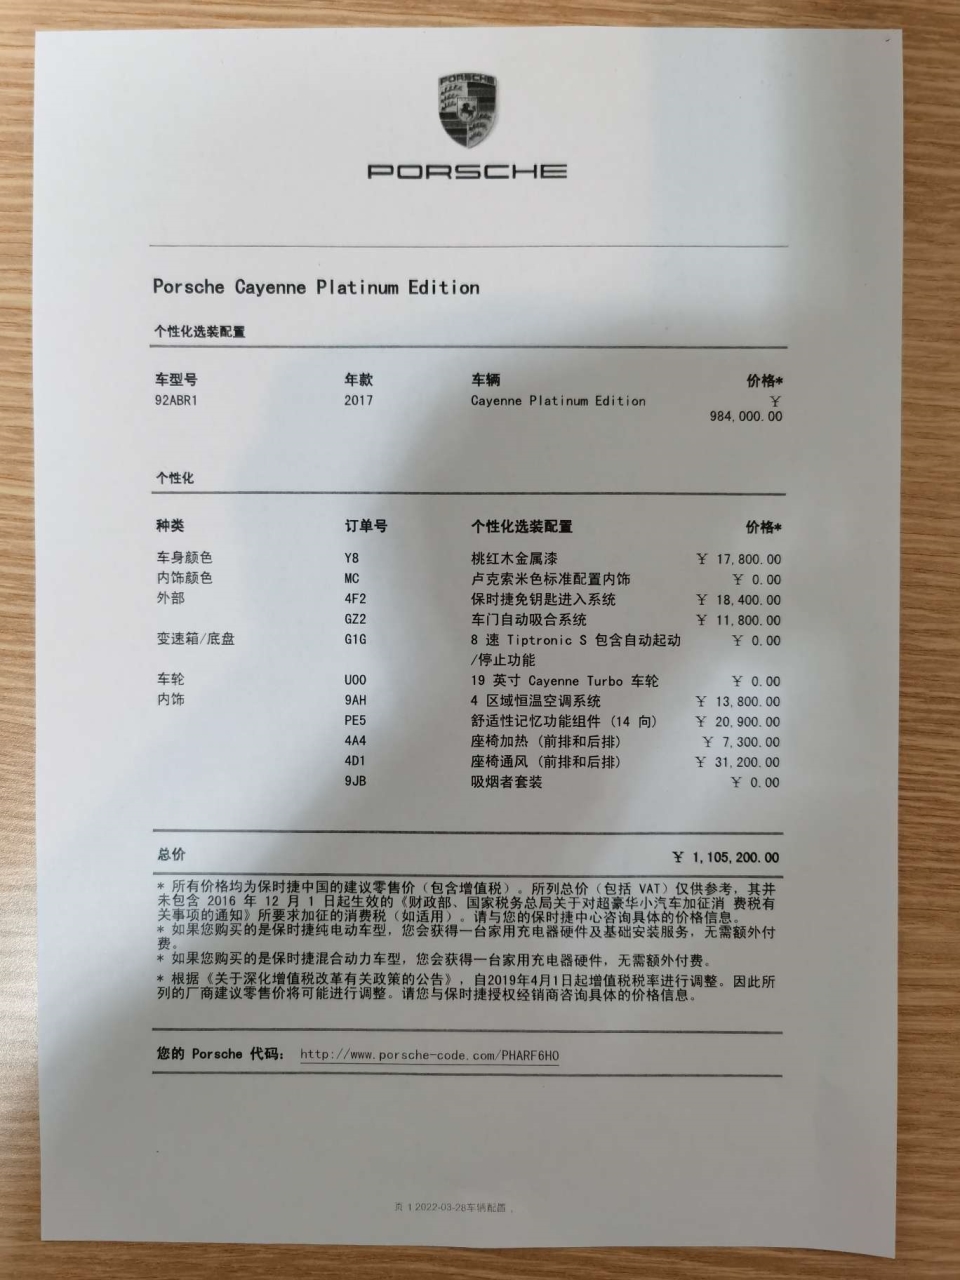 PORSCHE
PORSCHE
Porsche Cayenne Platinum Edition
个性化选装配置
车型号 年款 车辆 价格*
92ABR1 2017 Cayenne Platinum Edition ¥
984,000.00
个性化
种类 订单号 个性化选装配置 价格*
车身颜色 Y8 桃红木金属漆 ¥ 17,800.00
内饰颜色 MC 卢克索米色标准配置内饰 ¥ 0.00
外部 4F2 保时捷免钥匙进入系统 ¥ 18,400.00
GZ2 车门自动吸合系统 ¥ 11,800.00
变速箱/底盘 G1G 8 速 Tiptronic S 包含自动起动 ¥ 0.00
/停止功能
车轮 U00 19 英寸 Cayenne Turbo 车轮 ¥ 0.00
内饰 9AH 4 区域恒温空调系统 ¥ 13,800.00
PE5 舒适性记忆功能组件 (14 向) ¥ 20,900.00
4A4 座椅加热 (前排和后排) ¥ 7,300.00
4D1 座椅通风 (前排和后排) ¥ 31,200.00
9JB 吸烟者套装 ¥ 0.00
总价 ¥ 1,105,200.00
* 所有价格均为保时捷中国的建议零售价（包含增值税）。所列总价（包括 VAT）仅供参考，其并
未包含 2016 年 12 月 1 日起生效的《财政部、国家税务总局关于对超豪华小汽车加征消 费税有
关事项的通知》所要求加征的消费税（如适用）。请与您的保时捷中心咨询具体的价格信息。
* 如果您购买的是保时捷纯电动车型，您会获得一台家用充电器硬件及基础安装服务，无需额外付
费。
* 如果您购买的是保时捷混合动力车型，您会获得一台家用充电器硬件，无需额外付费。
* 根据《关于深化增值税改革有关政策的公告》，自2019年4月1日起增值税税率进行调整。因此所
列的厂商建议零售价将可能进行调整。请您与保时捷授权经销商咨询具体的价格信息。
您的 Porsche 代码： http://www.porsche-code.com/PHARF6H0
页 1 2022-03-28车辆配置 .